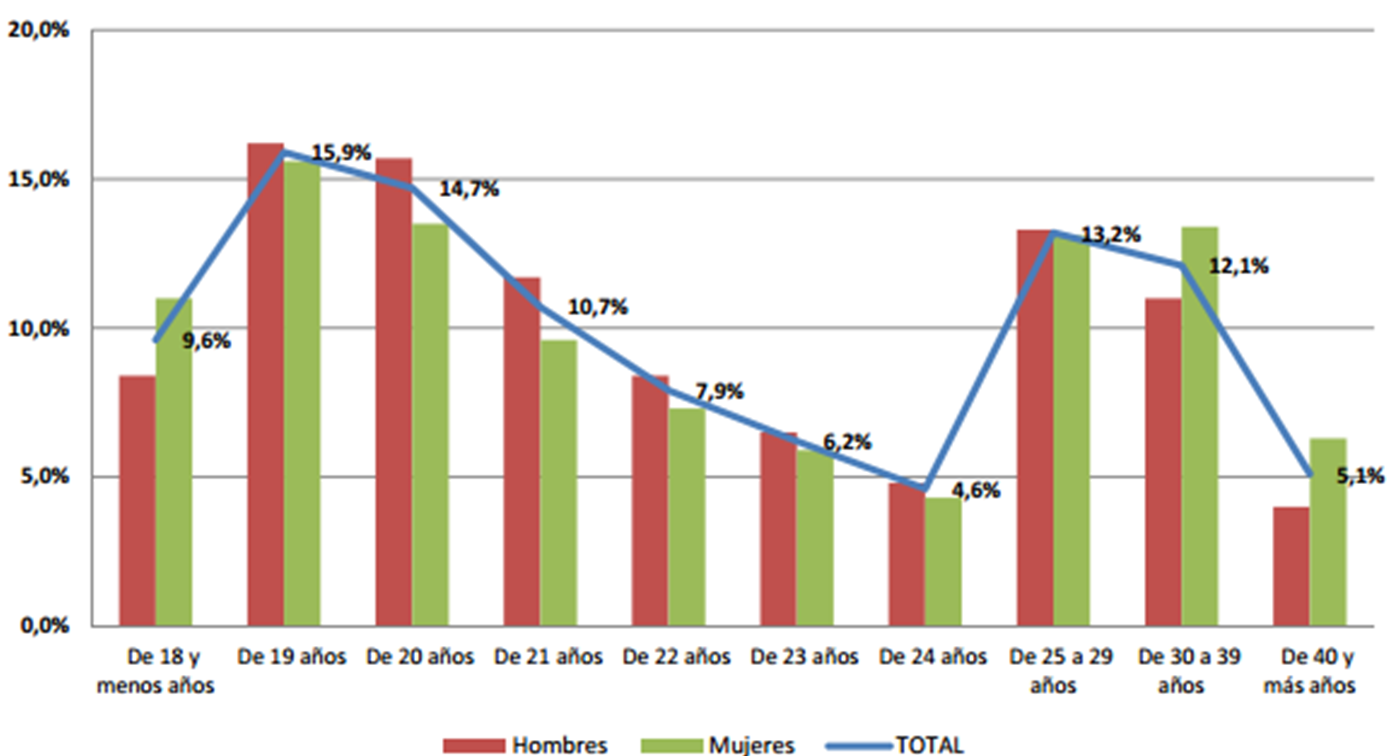 20,0%
15,0%
10,0%
5,0%
0,0%
9,6%
15,9%
14,7%
10,7%
7,9%
6,2%
4,6%
13,2%
12,1%
5,1%
De 18 y
menos años
De 19 años
De 20 años
De 21 años
De 22 años
De 23 años
De 24 años
De 25 a 29
años
De 30 a 39
años
De 40 y
más años
Hombres
Mujeres
TOTAL